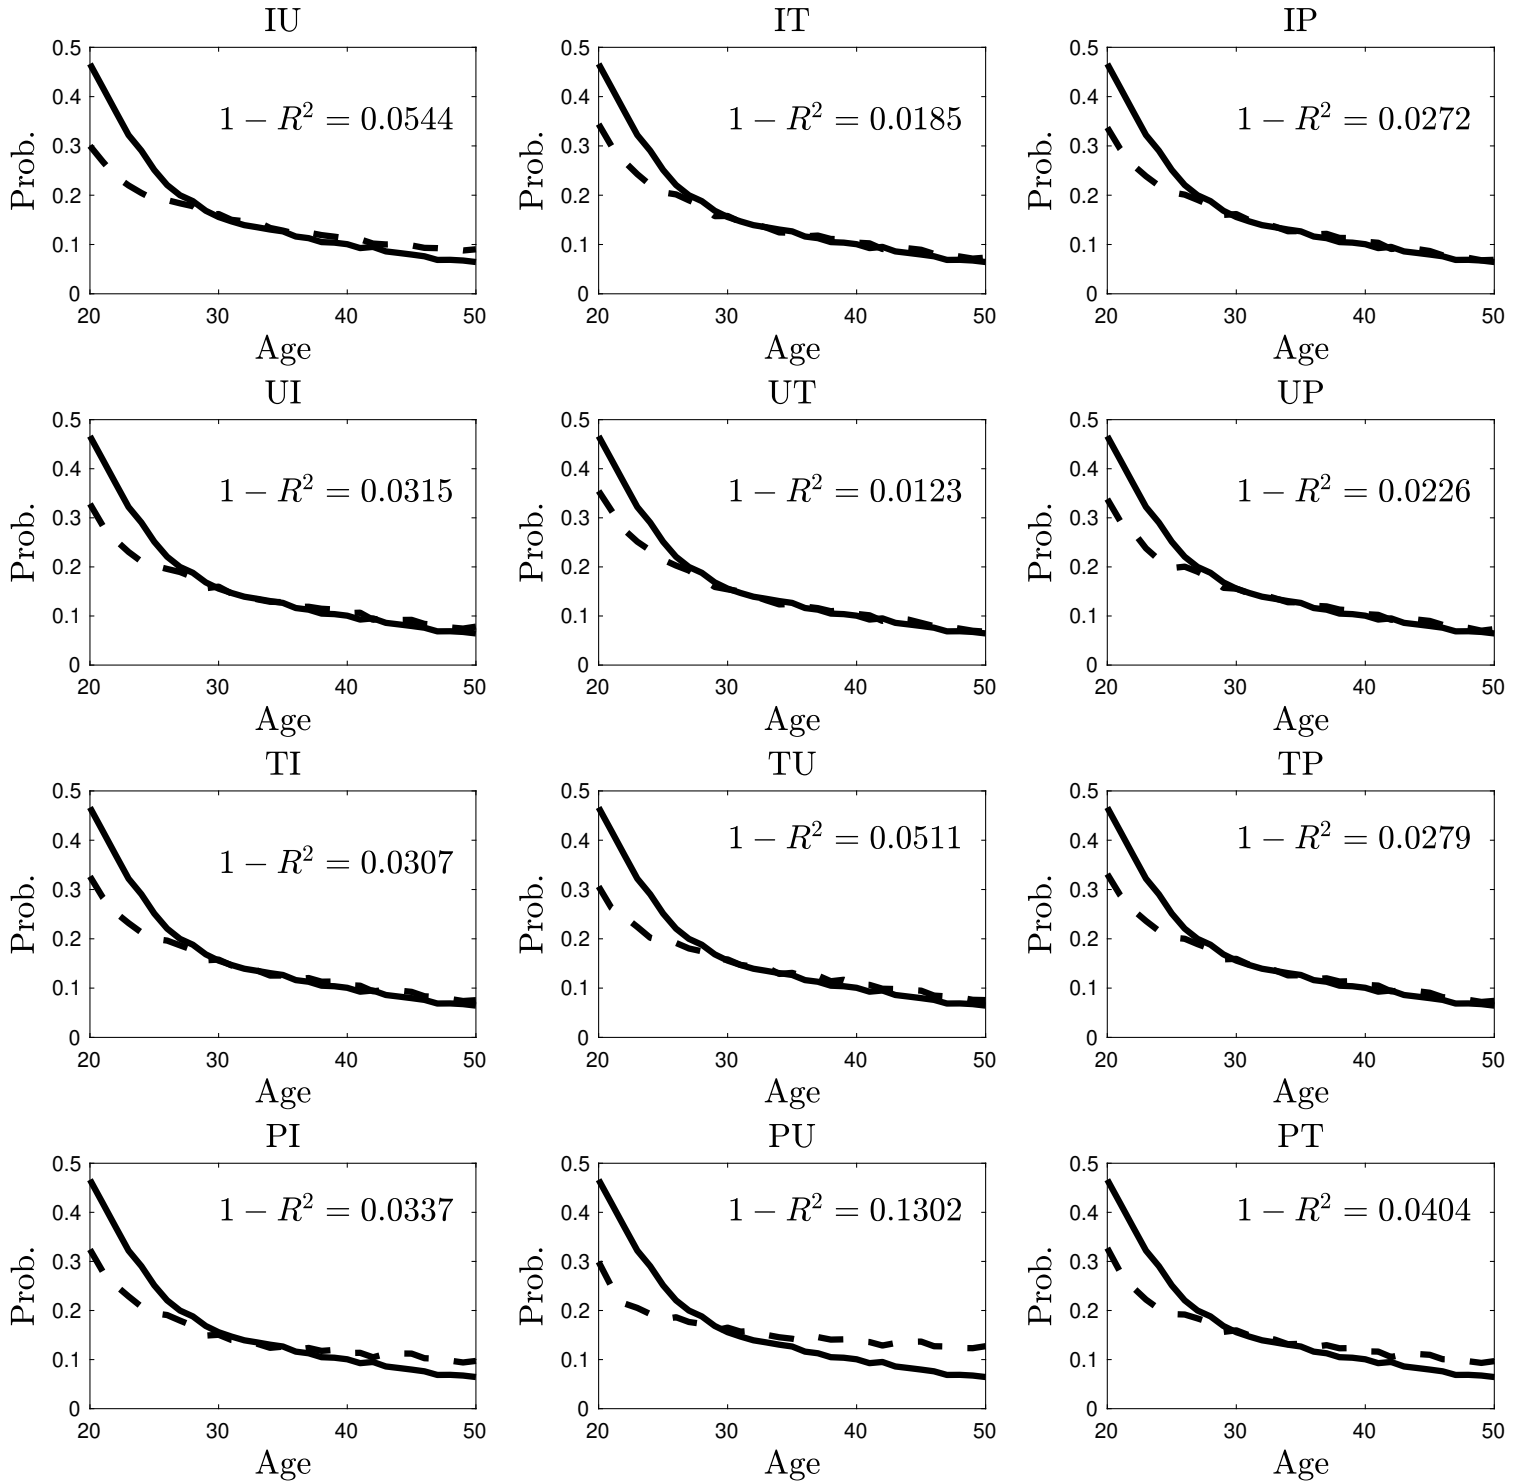 IU
0.5
0.4
0.3
0.2
0.1
0
Prob.
1 − R² = 0.0544
20 30 40 50
Age
IT
0.5
0.4
0.3
0.2
0.1
0
Prob.
1 − R² = 0.0185
20 30 40 50
Age
IP
0.5
0.4
0.3
0.2
0.1
0
Prob.
1 − R² = 0.0272
20 30 40 50
Age
UI
0.5
0.4
0.3
0.2
0.1
0
Prob.
1 − R² = 0.0315
20 30 40 50
Age
UT
0.5
0.4
0.3
0.2
0.1
0
Prob.
1 − R² = 0.0123
20 30 40 50
Age
UP
0.5
0.4
0.3
0.2
0.1
0
Prob.
1 − R² = 0.0226
20 30 40 50
Age
TI
0.5
0.4
0.3
0.2
0.1
0
Prob.
1 − R² = 0.0307
20 30 40 50
Age
TU
0.5
0.4
0.3
0.2
0.1
0
Prob.
1 − R² = 0.0511
20 30 40 50
Age
TP
0.5
0.4
0.3
0.2
0.1
0
Prob.
1 − R² = 0.0279
20 30 40 50
Age
PI
0.5
0.4
0.3
0.2
0.1
0
Prob.
1 − R² = 0.0337
20 30 40 50
Age
PU
0.5
0.4
0.3
0.2
0.1
0
Prob.
1 − R² = 0.1302
20 30 40 50
Age
PT
0.5
0.4
0.3
0.2
0.1
0
Prob.
1 − R² = 0.0404
20 30 40 50
Age